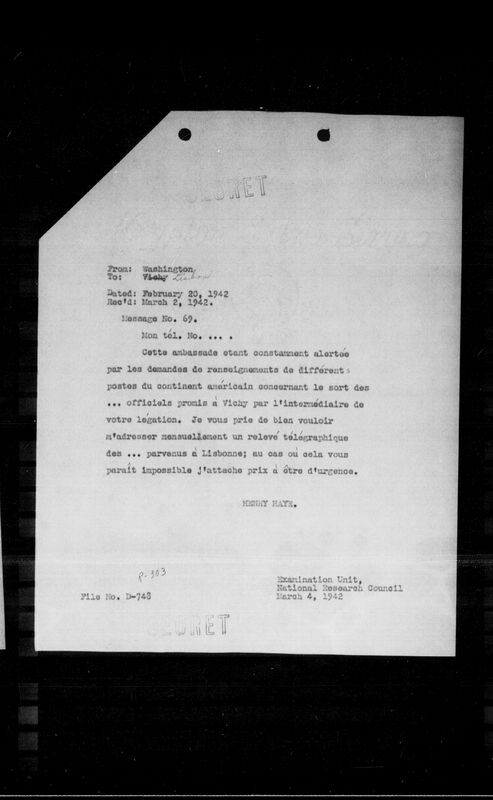 SECRET
From: Washington
To: Vichy Lisbon
Dated: February 20, 1942
Rec'd: March 2, 1942.
Message No. 69.
Mon tél. No. ... .
Cette ambassade etant constamment alertée
par les demandes de renseignements de différents
postes du continent américain concernant le sort des
... officiels promis à Vichy par l'intermédiaire de
votre légation. Je vous prie de bien vouloir
m'adresser mensuellement un relevé télégraphique
des ... parvenus à Lisbonne; au cas où cela vous
paraît impossible j'attache prix à être d'urgence.
HENRY HAYE.
R-303
File No. D-748
Examination Unit,
National Research Council
March 4, 1942
SECRET